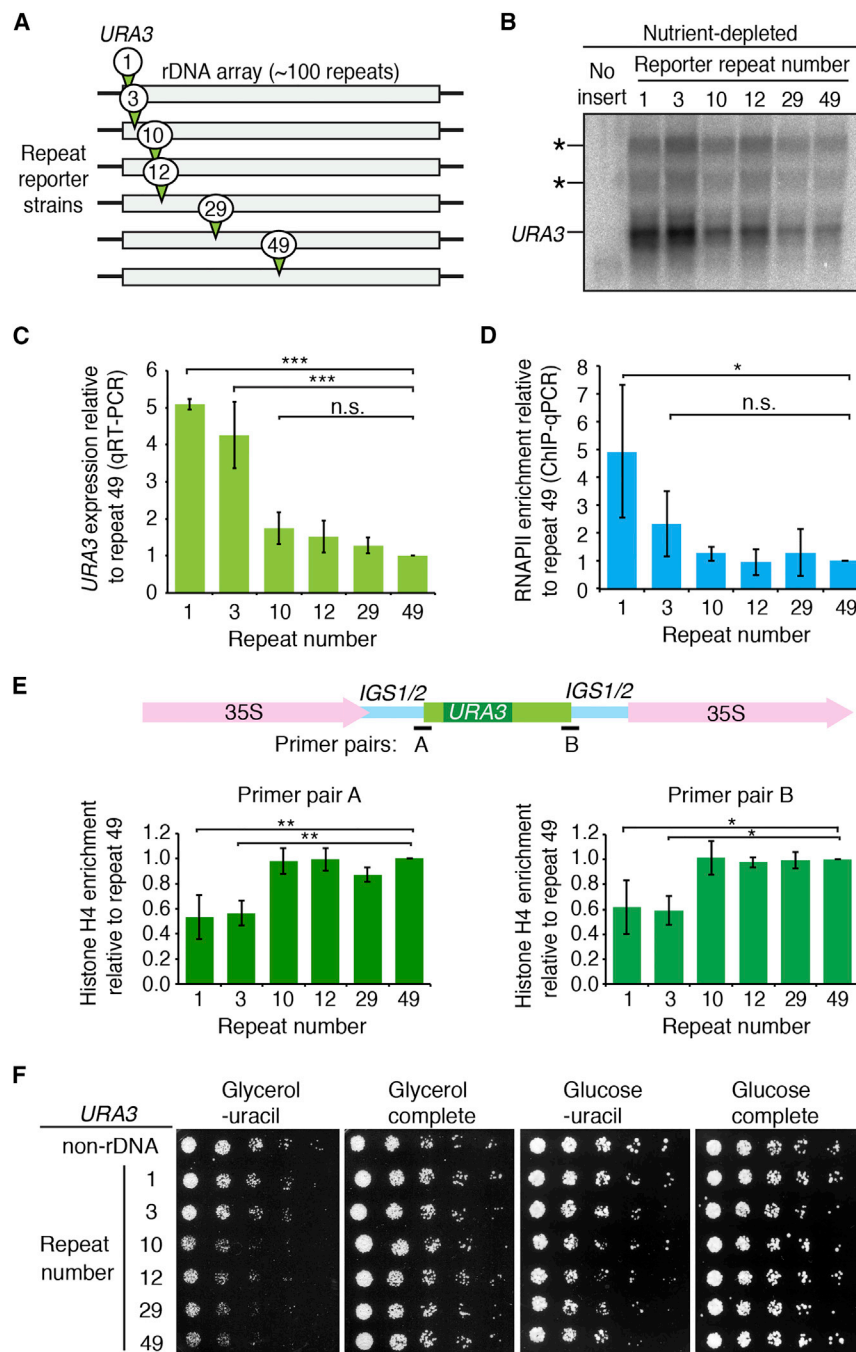 A
URA3
1
rDNA array (~100 repeats)
3
10
12
29
49
Repeat
reporter
strains
B
Nutrient-depleted
No
insert
Reporter repeat number
1 3 10 12 29 49
*
*
URA3
C
URA3 expression relative
to repeat 49 (qRT-PCR)
6
5
4
3
2
1
0
***
***
n.s.
1 3 10 12 29 49
Repeat number
D
RNAPII enrichment relative
to repeat 49 (ChIP-qPCR)
8
7
6
5
4
3
2
1
0
*
n.s.
1 3 10 12 29 49
Repeat number
E
35S
IGS1/2
URA3
IGS1/2
35S
Primer pairs: A B
Primer pair A
Histone H4 enrichment
relative to repeat 49
1.2
1.0
0.8
0.6
0.4
0.2
0.0
**
**
1 3 10 12 29 49
Repeat number
Primer pair B
Histone H4 enrichment
relative to repeat 49
1.2
1.0
0.8
0.6
0.4
0.2
0.0
*
*
1 3 10 12 29 49
Repeat number
F
URA3
Glycerol
-uracil
Glycerol
complete
Glucose
-uracil
Glucose
complete
non-rDNA
Repeat
number
1
3
10
12
29
49